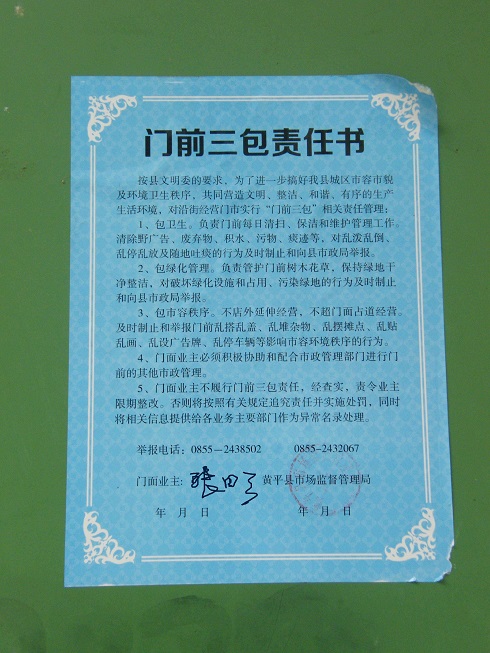 门前三包责任书
按县文明委的要求，为了进一步搞好我县城区市容市貌
及环境卫生秩序，共同营造文明、整洁、和谐、有序的生产
生活环境，对沿街经营门市实行“门前三包”相关责任管理：
1、包卫生。负责门前每日清扫、保洁和维护管理工作。
清除野广告、废弃物、积水、污物、痰迹等，对乱泼乱倒、
乱停乱放及随地吐痰的行为及时制止和向县市政局举报。
2、包绿化管理。负责管护门前树木花草，保持绿地干
净整洁，对破坏绿化设施和占用、污染绿地的行为及时制止
和向县市政局举报。
3、包市容秩序。不店外延伸经营，不超门面占道经营。
及时制止和举报门前乱搭乱盖、乱堆杂物、乱摆摊点、乱贴
乱画、乱设广告牌、乱停车辆等影响市容环境秩序的行为。
4、门面业主必须积极协助和配合市政管理部门进行门
前的其他市政管理。
5、门面业主不履行门前三包责任，经查实，责令业主
限期整改。否则将按照有关规定追究责任并实施处罚，同时
将相关信息提供给各业主要部门作为异常名录处理。
举报电话：0855—2438502 0855-2432067
门面业主： 黄平县市场监督管理局
年 月 日 年 月 日